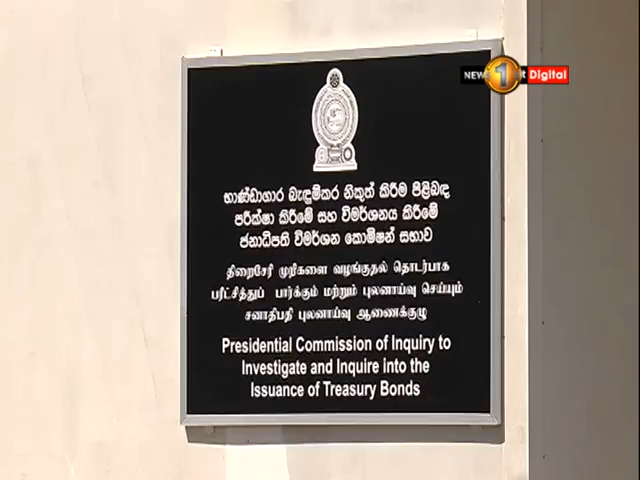 NEWS 1st Digital
භාණ්ඩාගාර බැඳුම්කර නිකුත් කිරීම පිළිබඳ
පරීක්ෂා කිරීමේ සහ විමර්ශනය කිරීමේ
ජනාධිපති විමර්ශන කොමිෂන් සභාව
திறைசேரி முறிகளை வழங்குதல் தொடர்பாக
பரீட்சித்துப் பார்க்கும் மற்றும் புலனாய்வு செய்யும்
சனாதிபதி புலனாய்வு ஆணைக்குழு
Presidential Commission of Inquiry to
Investigate and Inquire into the
Issuance of Treasury Bonds